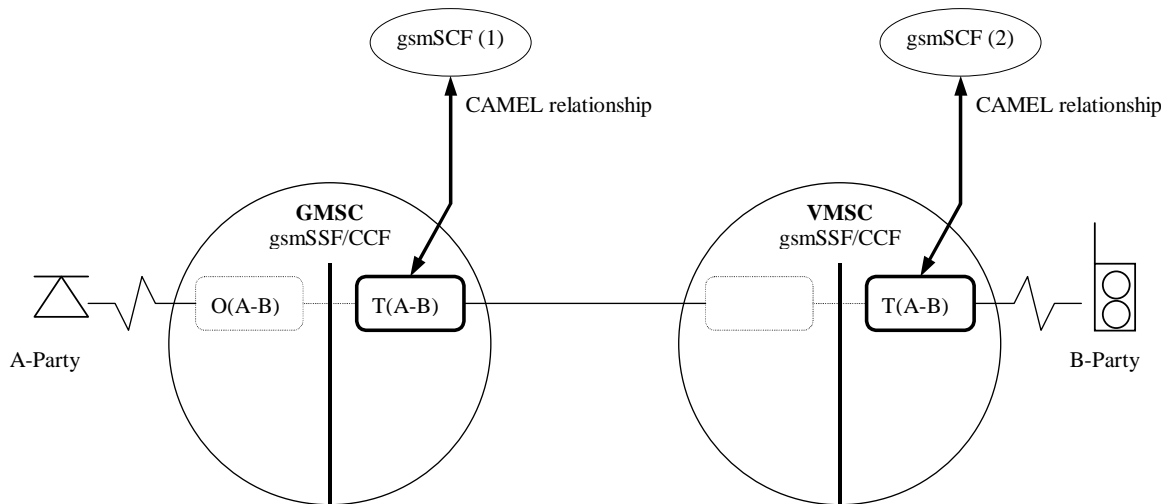 gsmSCF (1)
gsmSCF (2)
CAMEL relationship
CAMEL relationship
GMSC
gsmSSF/CCF
VMSC
gsmSSF/CCF
O(A-B)
T(A-B)
T(A-B)
A-Party
B-Party